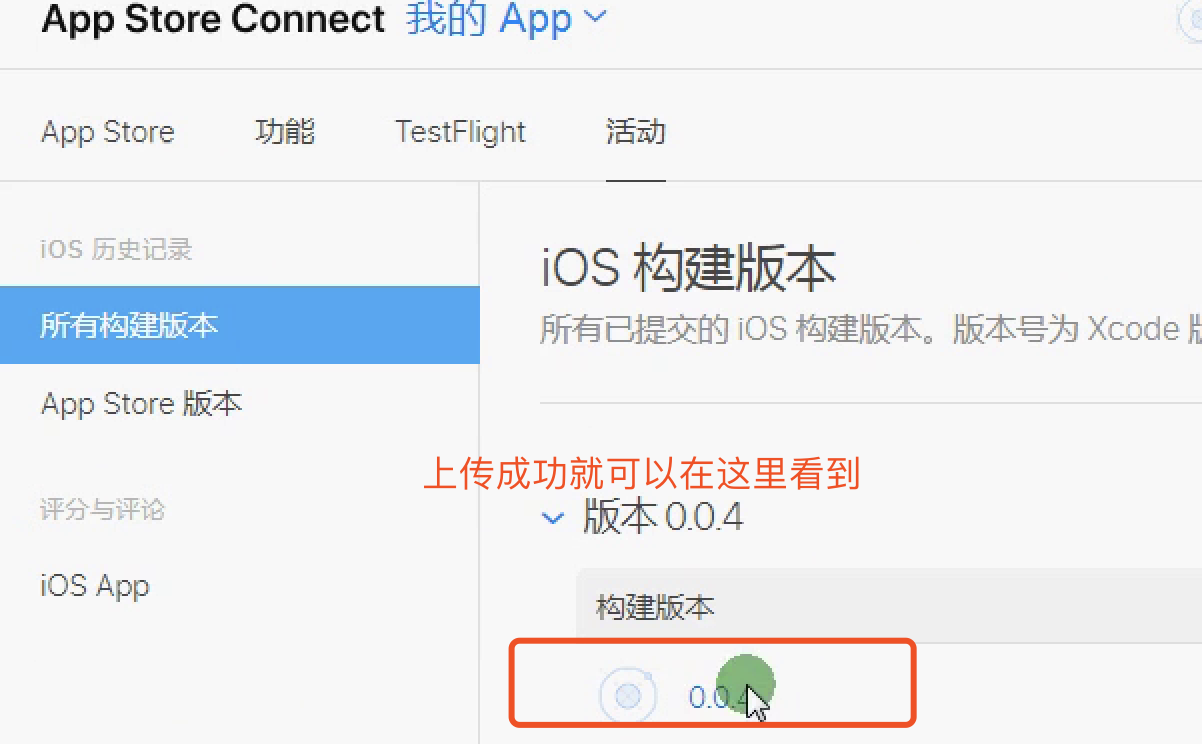 App Store Connect 我的 App
App Store 功能 TestFlight 活动
iOS 历史记录
所有构建版本
App Store 版本
评分与评论
iOS App
iOS 构建版本
所有已提交的 iOS 构建版本。版本号为 Xcode
上传成功就可以在这里看到
版本 0.0.4
构建版本
0.0.4